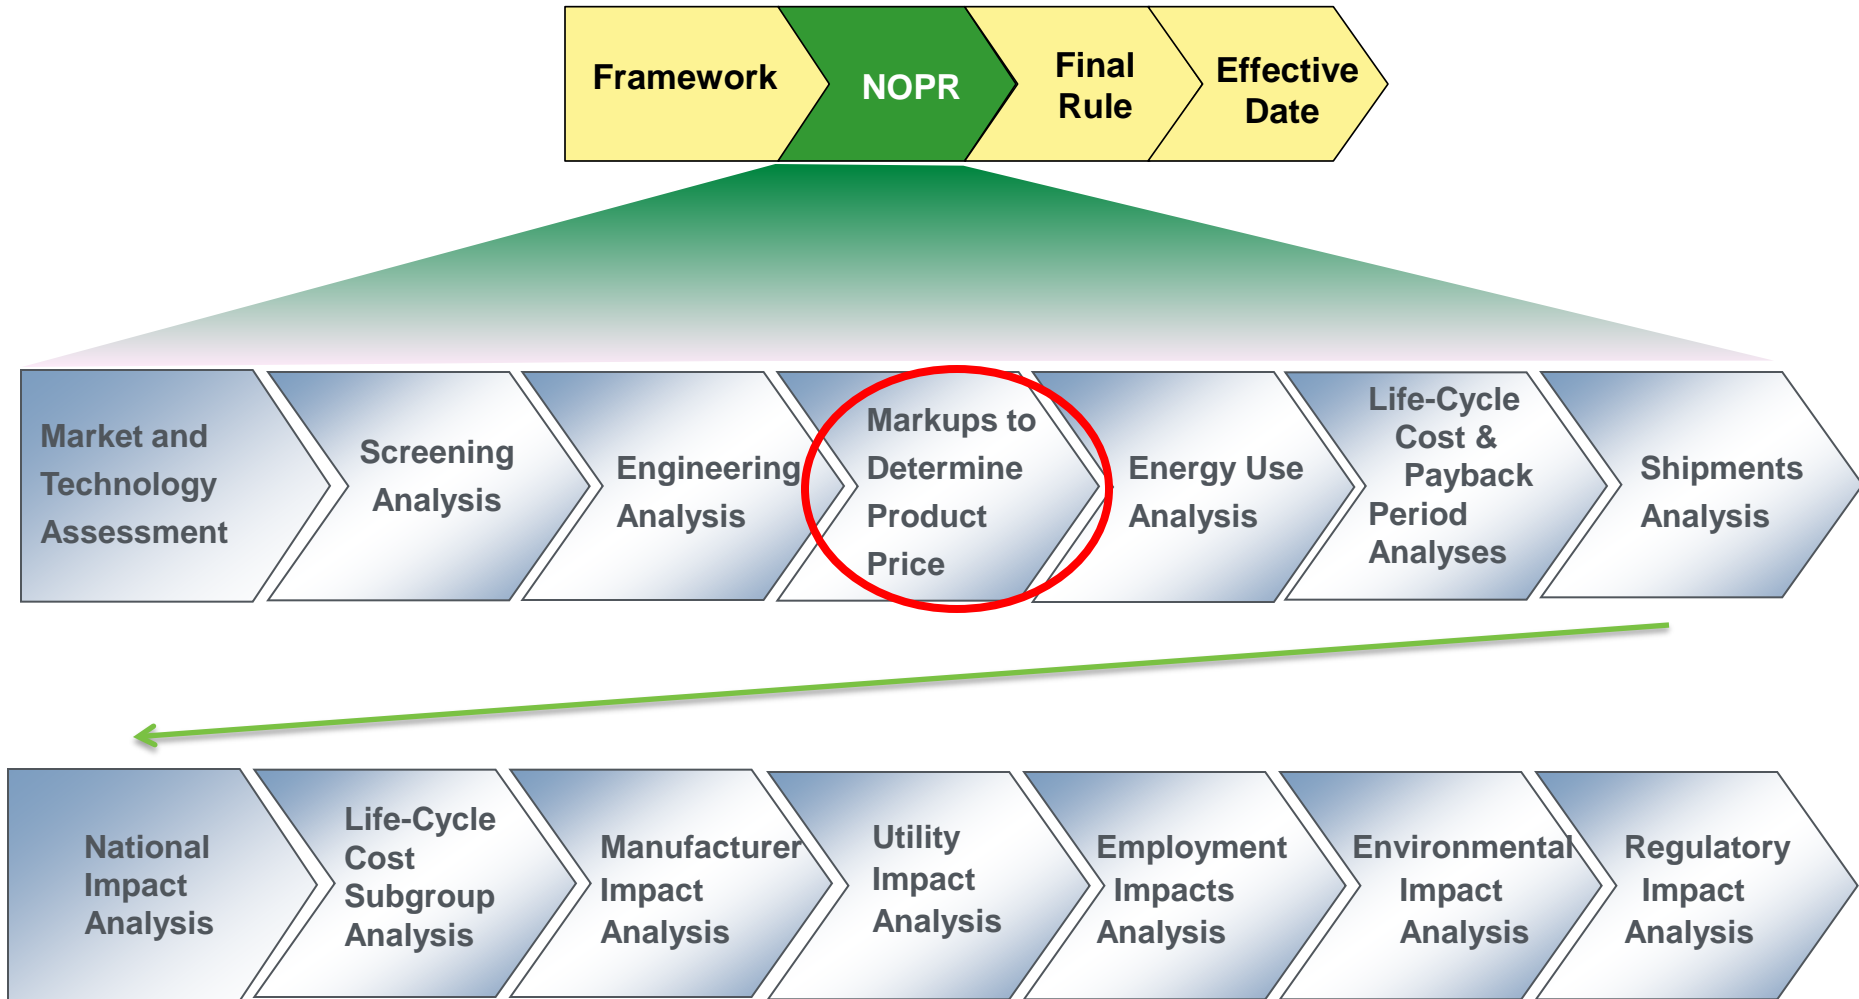 Framework
NOPR
Final
Rule
Effective
Date
Market and
Technology
Assessment
Screening
Analysis
Engineering
Analysis
Markups to
Determine
Product
Price
Energy Use
Analysis
Life-Cycle
Cost &
Payback
Period
Analyses
Shipments
Analysis
National
Impact
Analysis
Life-Cycle
Cost
Subgroup
Analysis
Manufacturer
Impact
Analysis
Utility
Impact
Analysis
Employment
Impacts
Analysis
Environmental
Impact
Analysis
Regulatory
Impact
Analysis